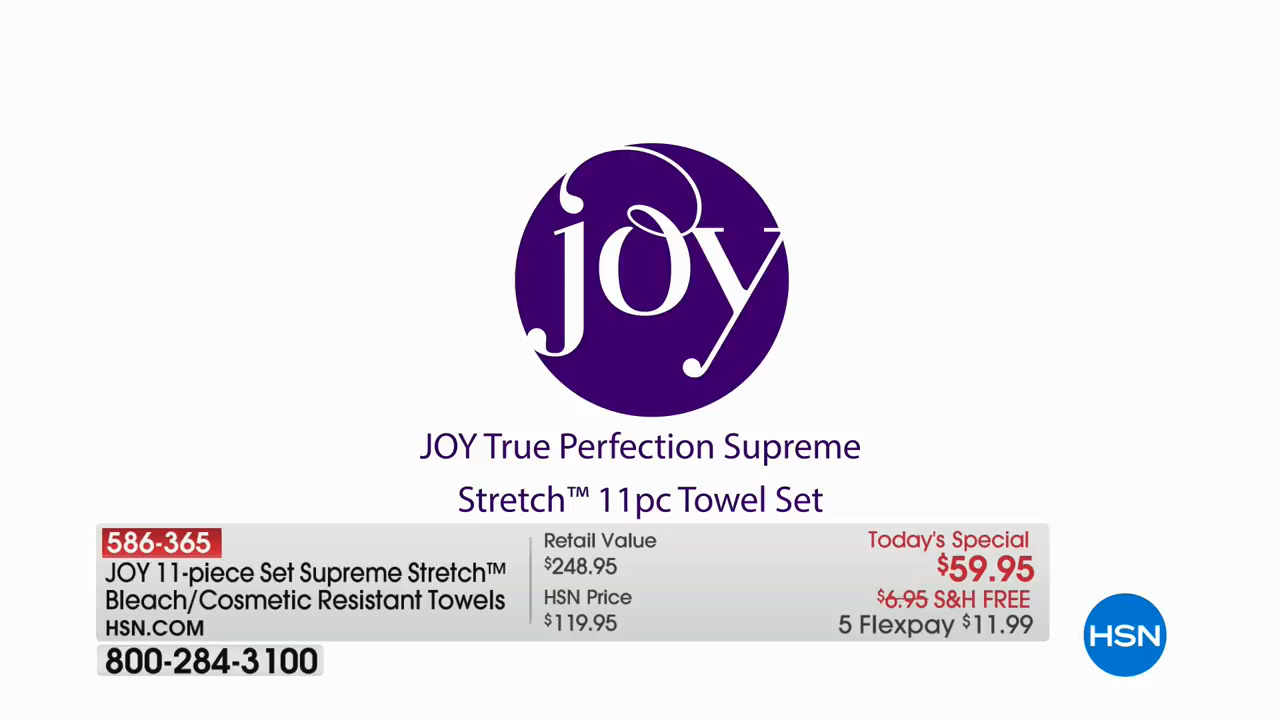 joy
JOY True Perfection Supreme
Stretch™ 11pc Towel Set
586-365
JOY 11-piece Set Supreme Stretch™
Bleach/Cosmetic Resistant Towels
HSN.COM
800-284-3100
Retail Value
$248.95
HSN Price
$119.95
Today's Special
$59.95
$6.95 S&H FREE
5 Flexpay $11.99
HSN